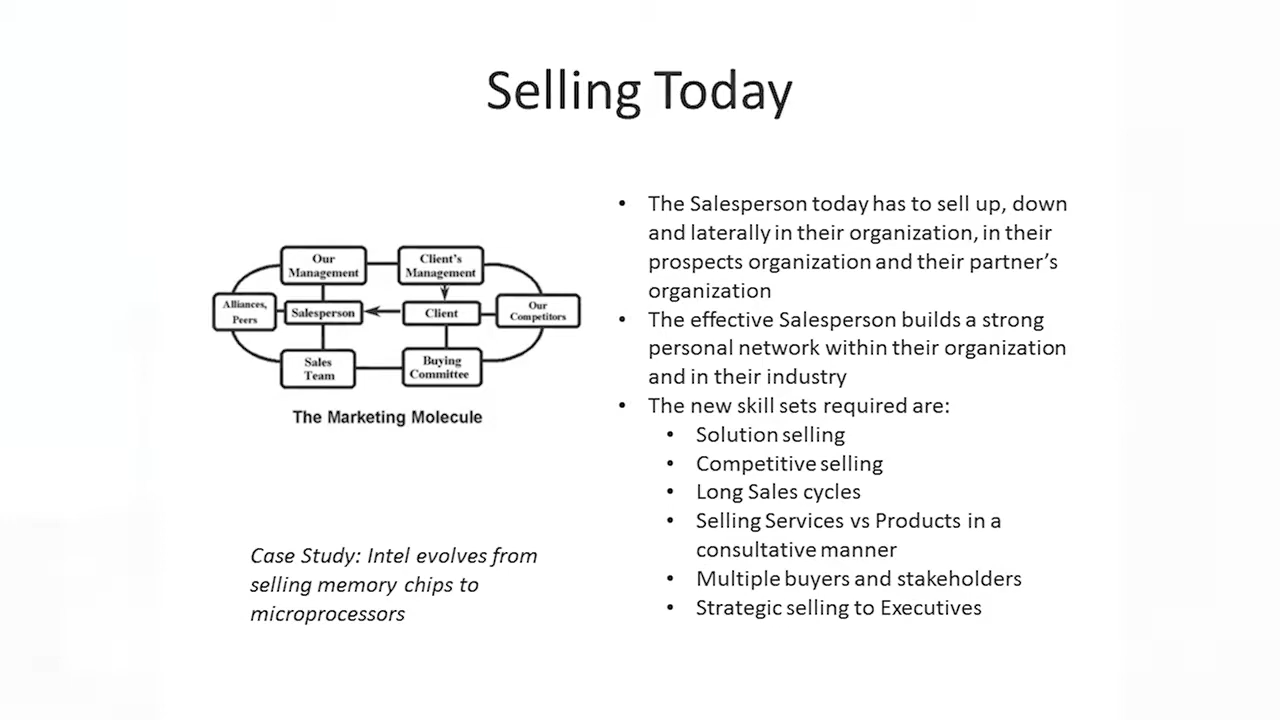 Selling Today
Our
Management
Client's
Management
Alliances,
Peers
Salesperson
Client
Our
Competitors
Sales
Team
Buying
Committee
The Marketing Molecule
Case Study: Intel evolves from
selling memory chips to
microprocessors
• The Salesperson today has to sell up, down
and laterally in their organization, in their
prospects organization and their partner's
organization
• The effective Salesperson builds a strong
personal network within their organization
and in their industry
• The new skill sets required are:
• Solution selling
• Competitive selling
• Long Sales cycles
• Selling Services vs Products in a
consultative manner
• Multiple buyers and stakeholders
• Strategic selling to Executives